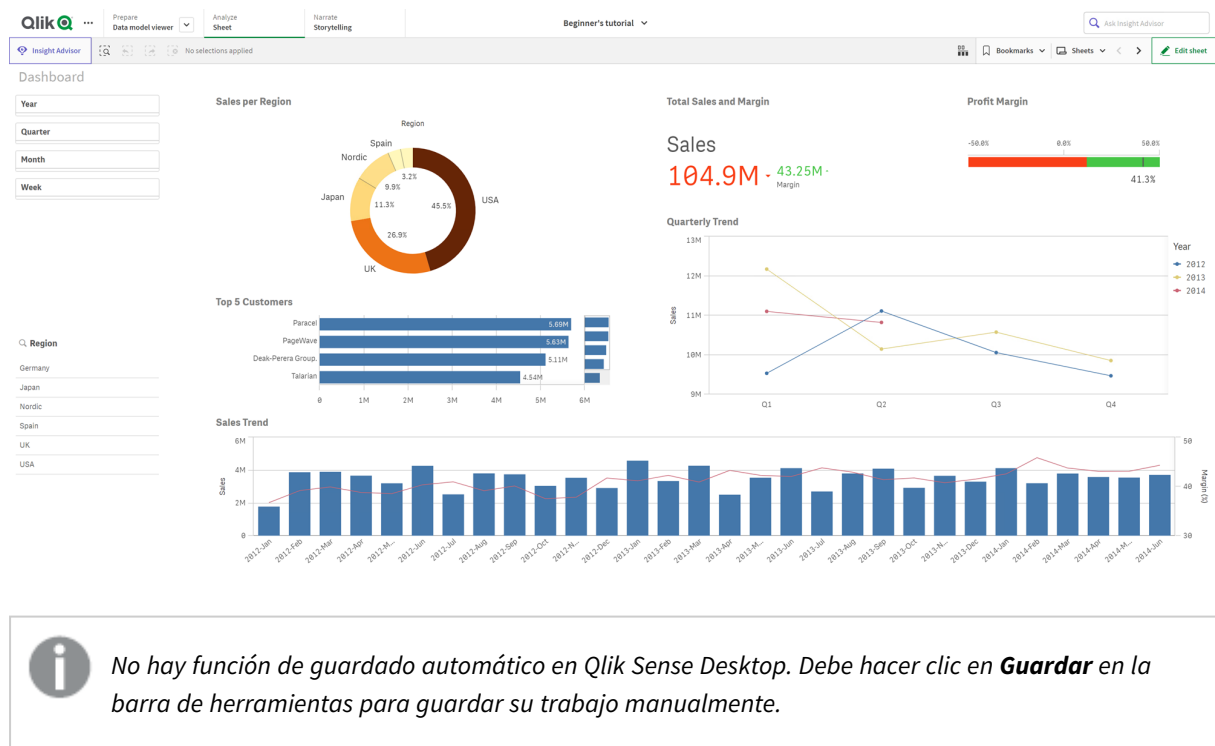 Qlik
Prepare
Data model viewer
Analyze
Sheet
Narrate
Storytelling
Beginner's tutorial
Ask Insight Advisor
Insight Advisor
No selections applied
Bookmarks
Sheets
Edit sheet
Dashboard
Year
Quarter
Month
Week
Region
Germany
Japan
Nordic
Spain
UK
USA
Sales per Region
Region
Spain
Nordic
Japan
UK
USA
3.2%
9.9%
11.3%
26.9%
45.5%
Total Sales and Margin
Sales
104.9M
43.25M
Margin
Profit Margin
-50.0%
0.0%
50.0%
41.3%
Top 5 Customers
Paracel
5.69M
PageWave
5.63M
Deak-Perera Group.
5.11M
Talarian
4.54M
0 1M 2M 3M 4M 5M 6M
Quarterly Trend
13M
12M
11M
10M
9M
Sales
Q1 Q2 Q3 Q4
Year
2012
2013
2014
Sales Trend
6M
4M
2M
0
Sales
50
40
30
Margin (%)
2012-Jan 2012-Feb 2012-Mar 2012-Apr 2012-M... 2012-Jun 2012-Jul 2012-Aug 2012-Sep 2012-Oct 2012-N... 2012-Dec 2013-Jan 2013-Feb 2013-Mar 2013-Apr 2013-M... 2013-Jun 2013-Jul 2013-Aug 2013-Sep 2013-Oct 2013-N... 2013-Dec 2014-Jan 2014-Feb 2014-Mar 2014-Apr 2014-M... 2014-Jun
No hay función de guardado automático en Qlik Sense Desktop. Debe hacer clic en Guardar en la
barra de herramientas para guardar su trabajo manualmente.